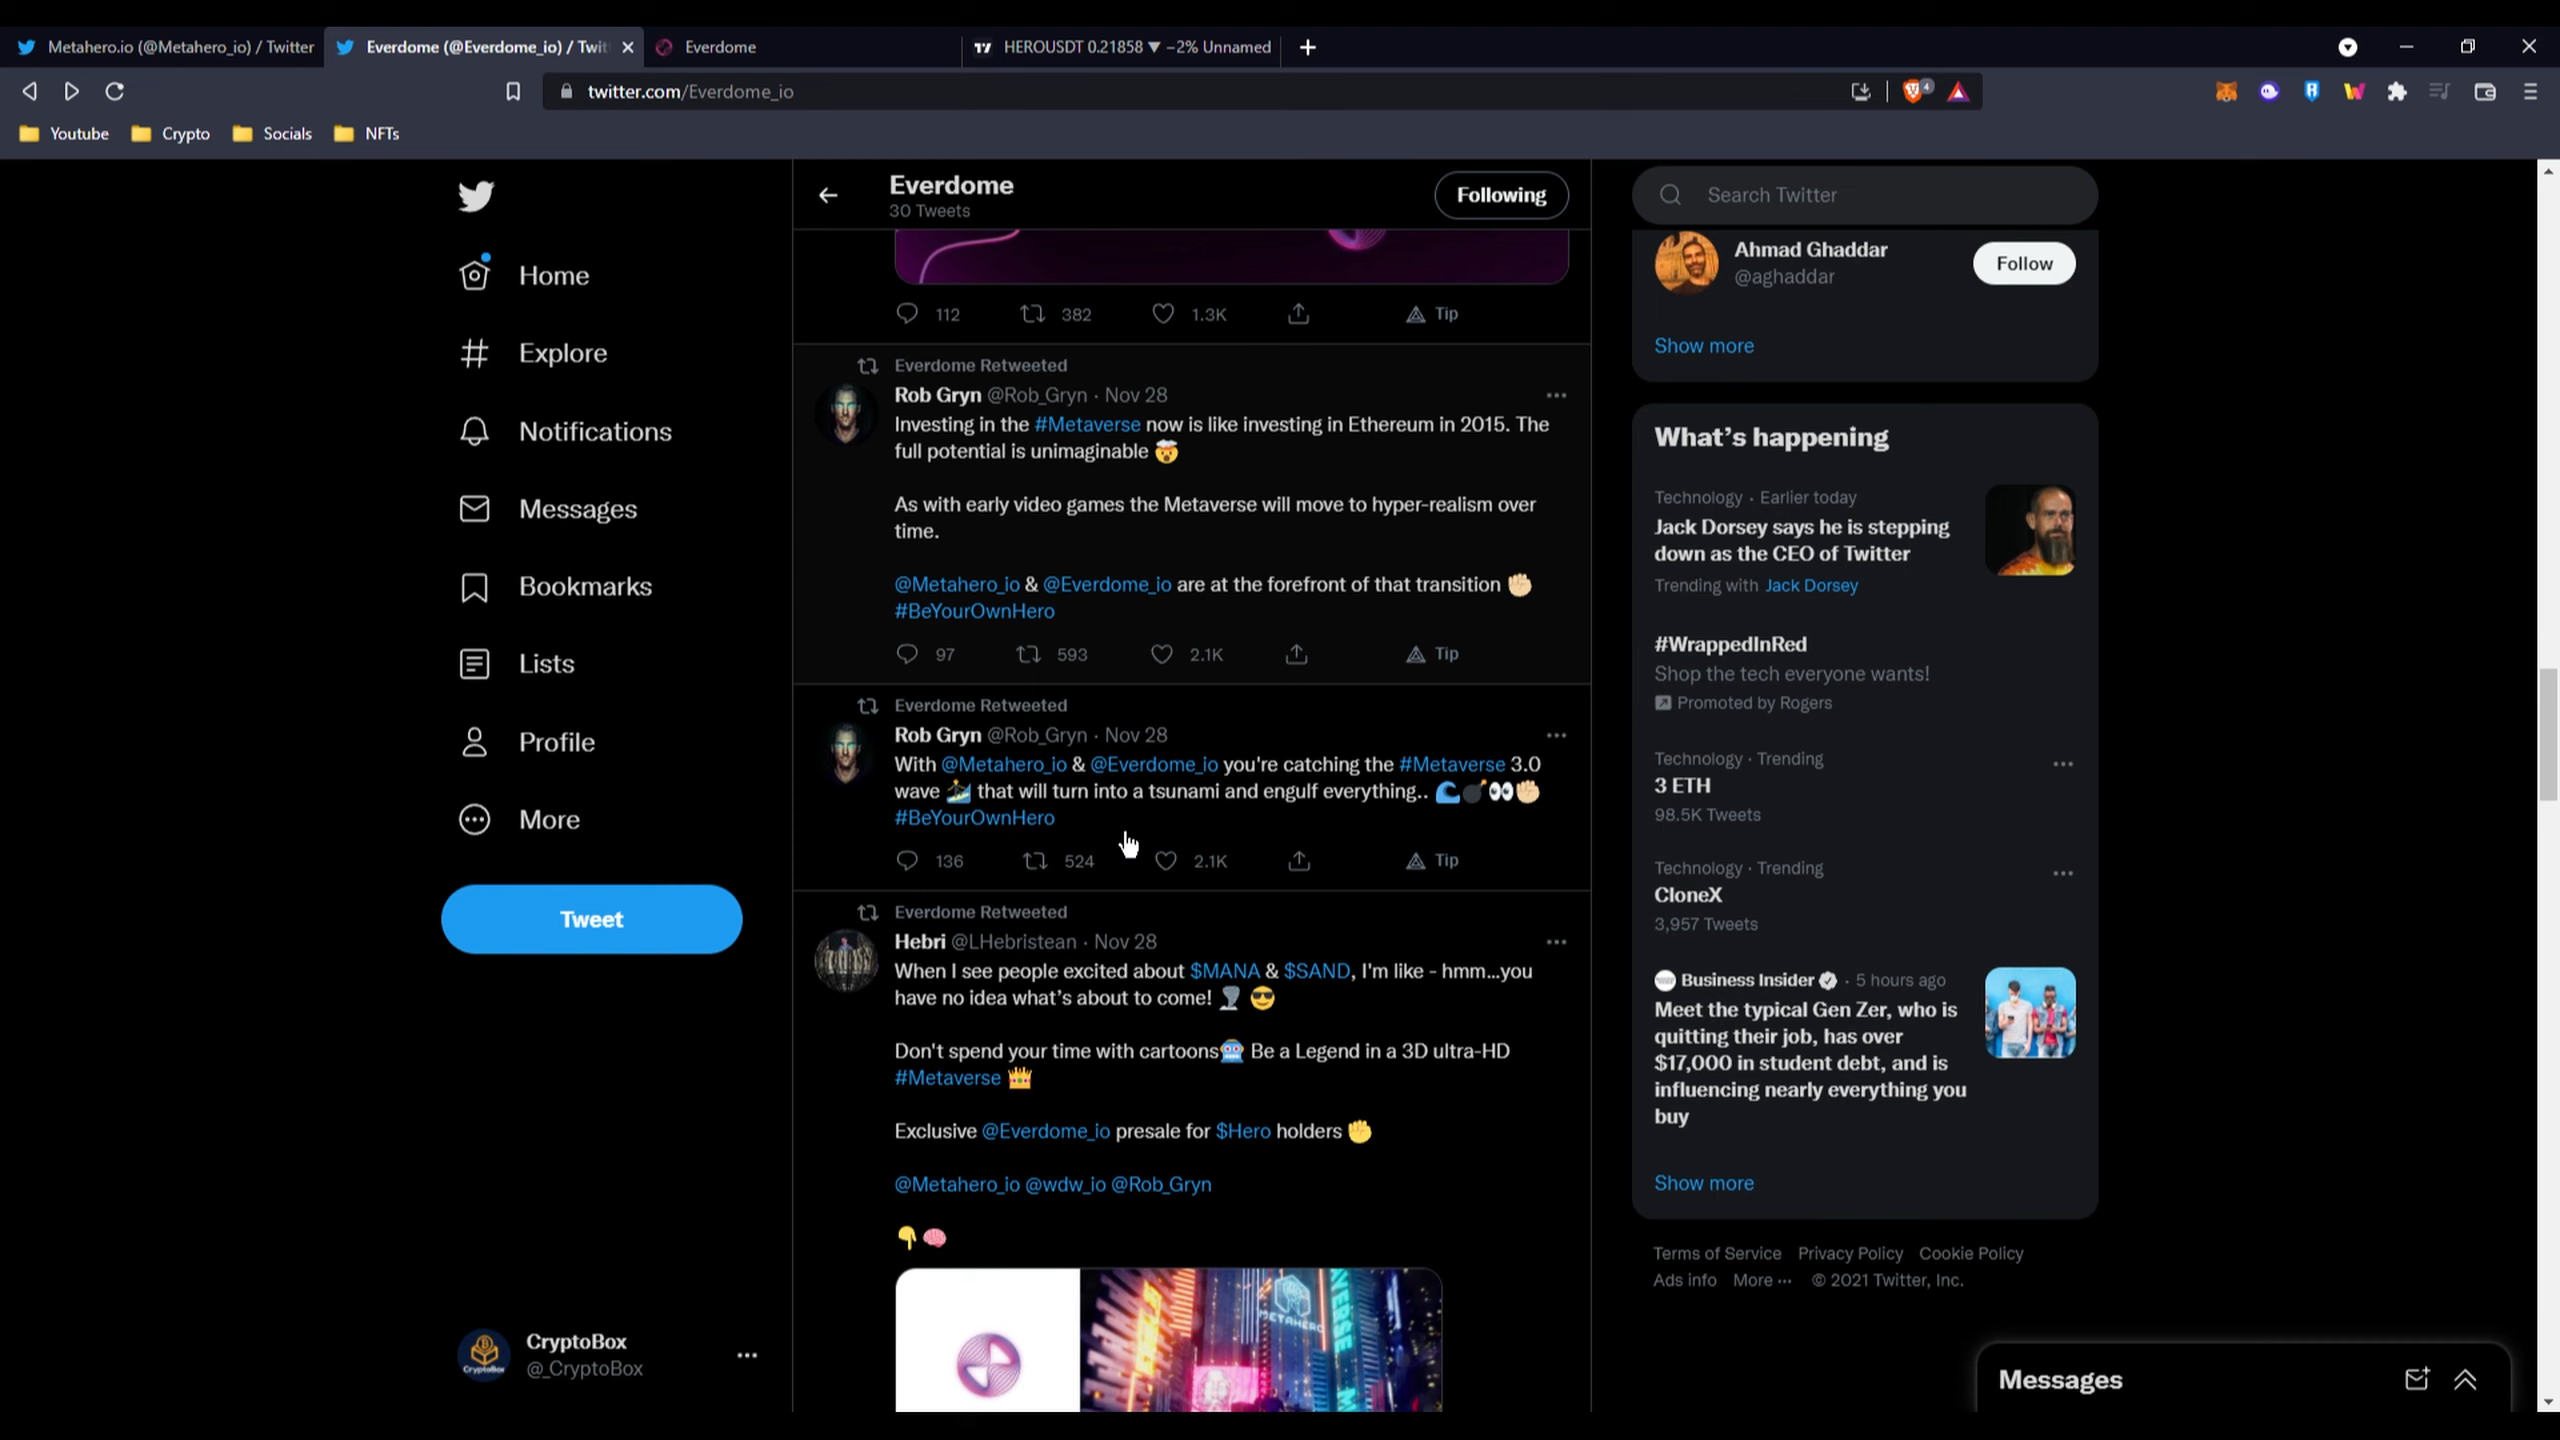 Metahero.io (@Metahero_io) / Twitter
Everdome (@Everdome_io) / Twit
Everdome
HEROUSDT 0.21858 ▼ −2% Unnamed
twitter.com/Everdome_io
4
Youtube
Crypto
Socials
NFTs
Home
Explore
Notifications
Messages
Bookmarks
Lists
Profile
More
Tweet
CryptoBox
@_CryptoBox
Everdome
30 Tweets
Following
112
382
1.3K
Tip
Everdome Retweeted
Rob Gryn @Rob_Gryn · Nov 28
Investing in the #Metaverse now is like investing in Ethereum in 2015. The
full potential is unimaginable 🤯
As with early video games the Metaverse will move to hyper-realism over
time.
@Metahero_io & @Everdome_io are at the forefront of that transition ✊🏻
#BeYourOwnHero
97
593
2.1K
Tip
Everdome Retweeted
Rob Gryn @Rob_Gryn · Nov 28
With @Metahero_io & @Everdome_io you're catching the #Metaverse 3.0
wave 🏄 that will turn into a tsunami and engulf everything.. 🌊💣👀✊🏻
#BeYourOwnHero
136
524
2.1K
Tip
Everdome Retweeted
Hebri @LHebristean · Nov 28
When I see people excited about $MANA & $SAND, I'm like - hmm...you
have no idea what's about to come! 🌪️ 😎
Don't spend your time with cartoons🤖 Be a Legend in a 3D ultra-HD
#Metaverse 👑
Exclusive @Everdome_io presale for $Hero holders ✊
@Metahero_io @wdw_io @Rob_Gryn
👇🧠
METAHERO
Search Twitter
Ahmad Ghaddar
@aghaddar
Follow
Show more
What's happening
Technology · Earlier today
Jack Dorsey says he is stepping
down as the CEO of Twitter
Trending with Jack Dorsey
#WrappedInRed
Shop the tech everyone wants!
Promoted by Rogers
Technology · Trending
3 ETH
98.5K Tweets
Technology · Trending
CloneX
3,957 Tweets
Business Insider · 5 hours ago
Meet the typical Gen Zer, who is
quitting their job, has over
$17,000 in student debt, and is
influencing nearly everything you
buy
Show more
Terms of Service Privacy Policy Cookie Policy
Ads info More ··· © 2021 Twitter, Inc.
Messages